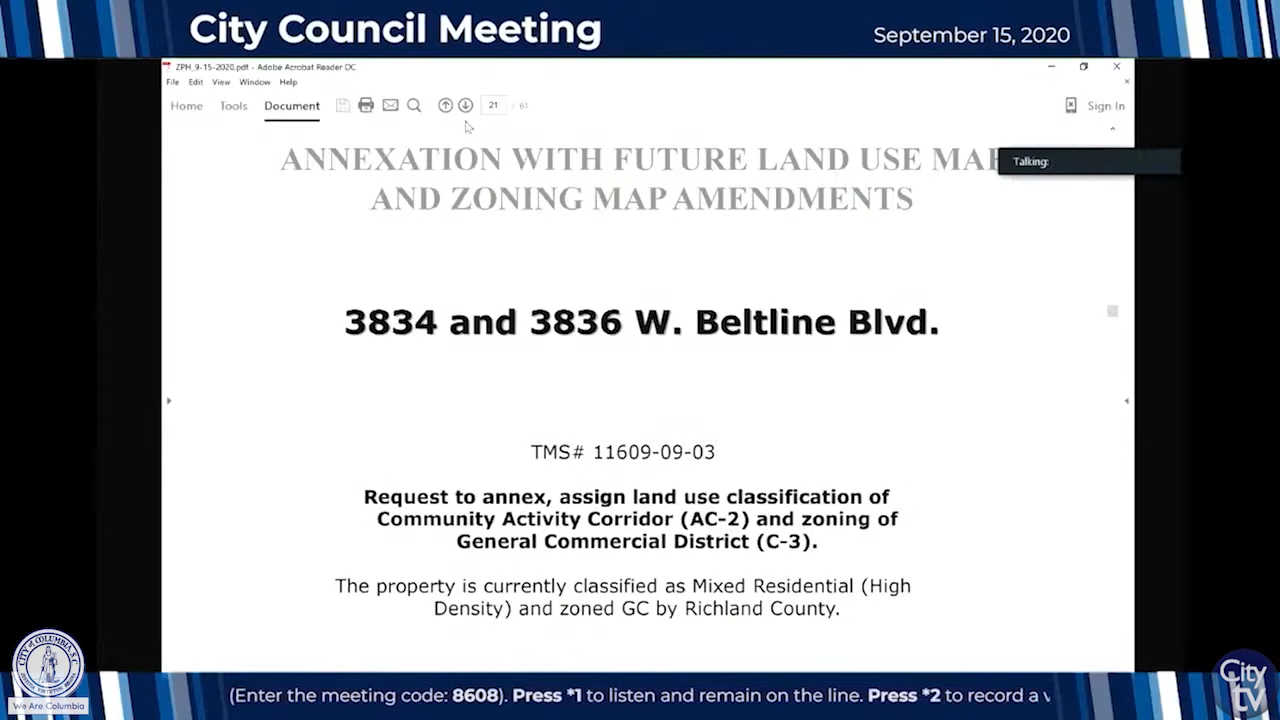 City Council Meeting
September 15, 2020
ZPH_9-15-2020.pdf - Adobe Acrobat Reader DC
File Edit View Window Help
Home Tools Document 21 / 61 Sign In
ANNEXATION WITH FUTURE LAND USE MAP
Talking:
AND ZONING MAP AMENDMENTS
3834 and 3836 W. Beltline Blvd.
TMS# 11609-09-03
Request to annex, assign land use classification of
Community Activity Corridor (AC-2) and zoning of
General Commercial District (C-3).
The property is currently classified as Mixed Residential (High
Density) and zoned GC by Richland County.
CITY OF COLUMBIA, S.C.
We Are Columbia
(Enter the meeting code: 8608). Press *1 to listen and remain on the line. Press *2 to record a v
City
tv